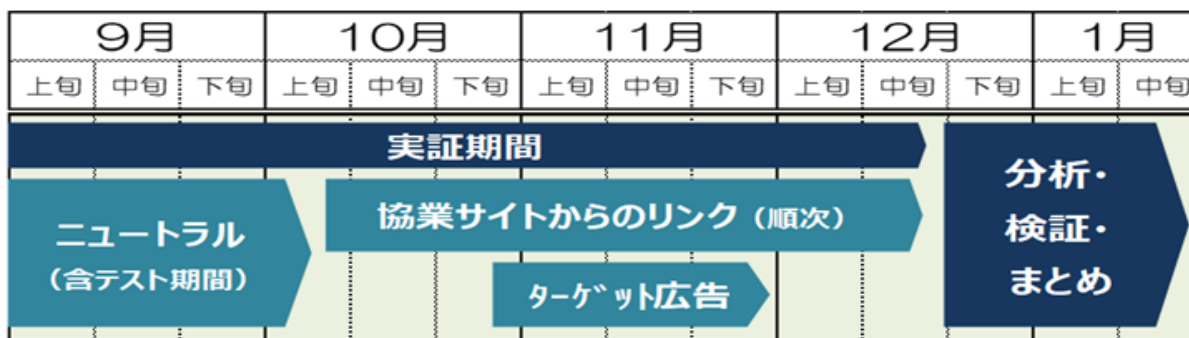 9月 10月 11月 12月 1月
上旬 中旬 下旬 上旬 中旬 下旬 上旬 中旬 下旬 上旬 中旬 下旬 上旬 中旬
実証期間
ニュートラル
（含テスト期間）
協業サイトからのリンク（順次）
ﾀｰｹﾞｯﾄ広告
分析・
検証・
まとめ